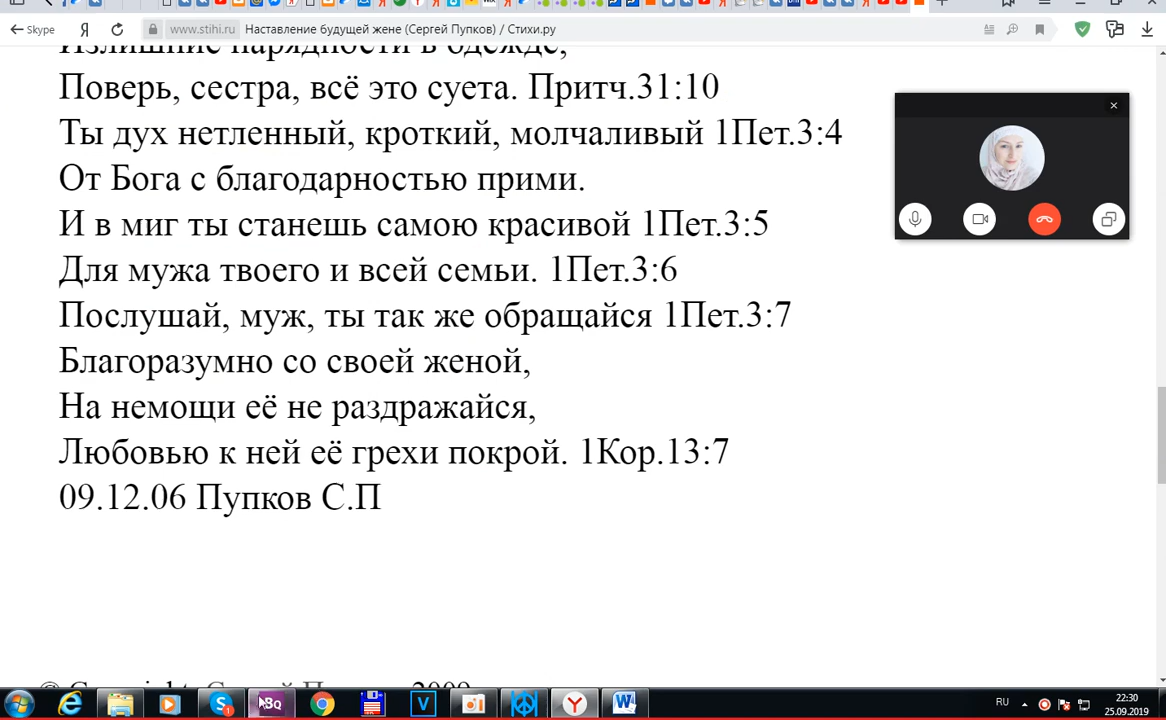 Skype
www.stihi.ru Наставление будущей жене (Сергей Пупков) / Стихи.ру
Излишние нарядности в одежде,
Поверь, сестра, всё это суета. Притч.31:10
Ты дух нетленный, кроткий, молчаливый 1Пет.3:4
От Бога с благодарностью прими.
И в миг ты станешь самою красивой 1Пет.3:5
Для мужа твоего и всей семьи. 1Пет.3:6
Послушай, муж, ты так же обращайся 1Пет.3:7
Благоразумно со своей женой,
На немощи её не раздражайся,
Любовью к ней её грехи покрой. 1Кор.13:7
09.12.06 Пупков С.П
RU
22:30
25.09.2019